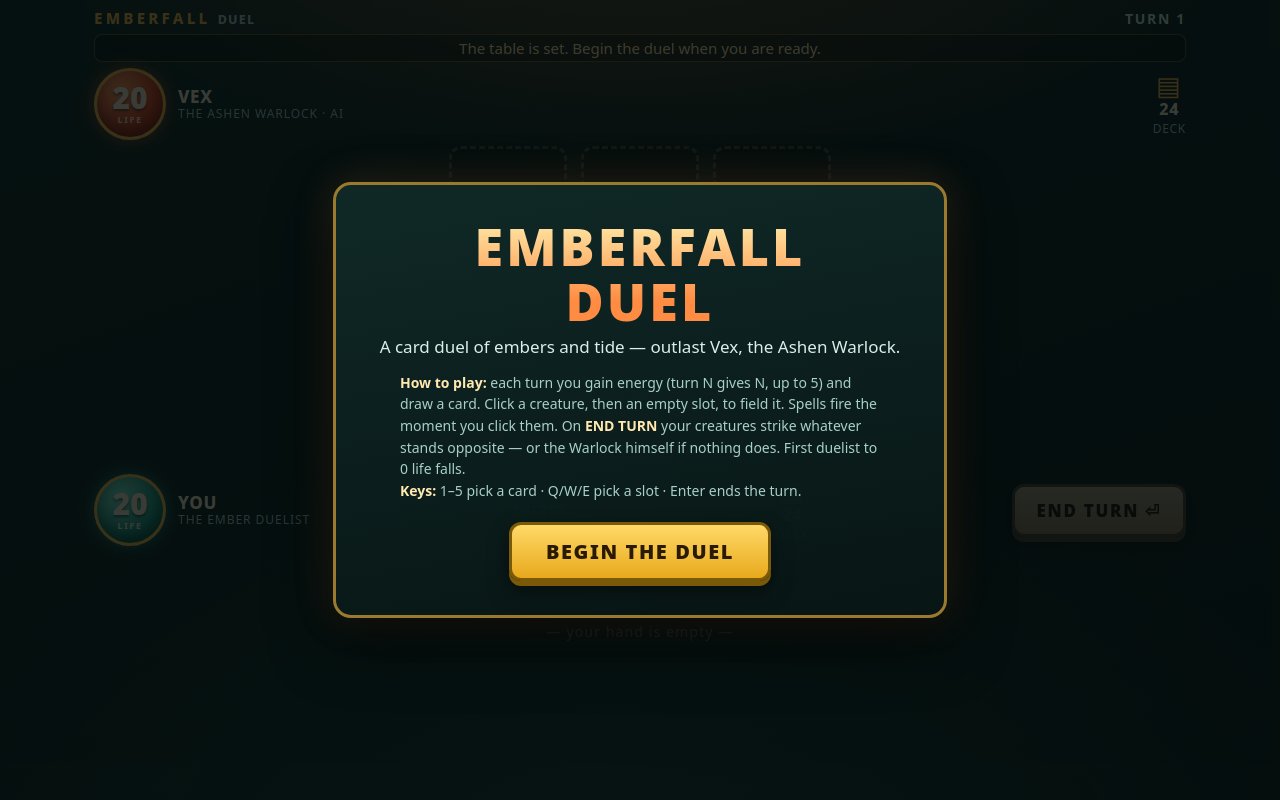 EMBERFALL DUEL
TURN 1
The table is set. Begin the duel when you are ready.
20
LIFE
VEX
THE ASHEN WARLOCK · AI
24
DECK
EMBERFALL
DUEL
A card duel of embers and tide — outlast Vex, the Ashen Warlock.
How to play: each turn you gain energy (turn N gives N, up to 5) and
draw a card. Click a creature, then an empty slot, to field it. Spells fire the
moment you click them. On END TURN your creatures strike whatever
stands opposite — or the Warlock himself if nothing does. First duelist to
0 life falls.
Keys: 1–5 pick a card · Q/W/E pick a slot · Enter ends the turn.
20
LIFE
YOU
THE EMBER DUELIST
END TURN ⏎
BEGIN THE DUEL
— your hand is empty —